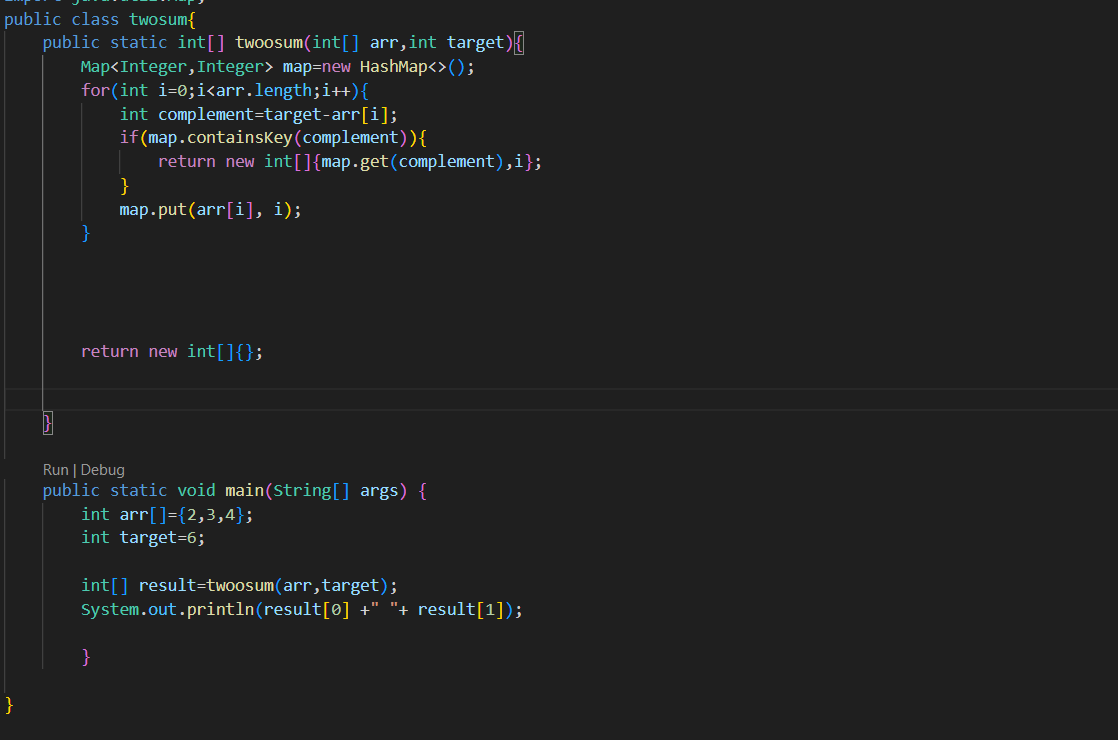 public class twosum{
public static int[] twoosum(int[] arr,int target){
Map<Integer,Integer> map=new HashMap<>();
for(int i=0;i<arr.length;i++){
int complement=target-arr[i];
if(map.containsKey(complement)){
return new int[]{map.get(complement),i};
}
map.put(arr[i], i);
}
return new int[]{};
}
Run | Debug
public static void main(String[] args) {
int arr[]={2,3,4};
int target=6;
int[] result=twoosum(arr,target);
System.out.println(result[0] +" "+ result[1]);
}
}